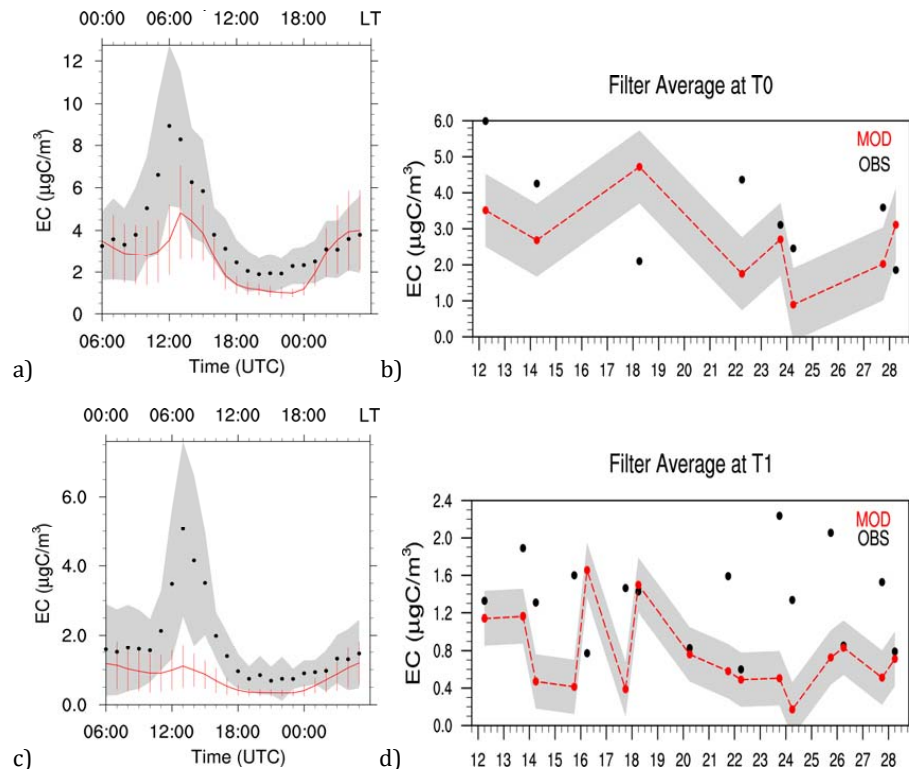 00:00 06:00 12:00 18:00 LT
12
10
8
6
4
2
0
EC (µgC/m³)
06:00 12:00 18:00 00:00
Time (UTC)
a)
Filter Average at T0
6.0
5.0
4.0
3.0
2.0
1.0
0.0
EC (µgC/m³)
MOD
OBS
12 13 14 15 16 17 18 19 20 21 22 23 24 25 26 27 28
b)
00:00 06:00 12:00 18:00 LT
6.0
4.0
2.0
0.0
EC (µgC/m³)
06:00 12:00 18:00 00:00
Time (UTC)
c)
Filter Average at T1
2.4
2.0
1.6
1.2
0.8
0.4
0.0
EC (µgC/m³)
MOD
OBS
12 13 14 15 16 17 18 19 20 21 22 23 24 25 26 27 28
d)